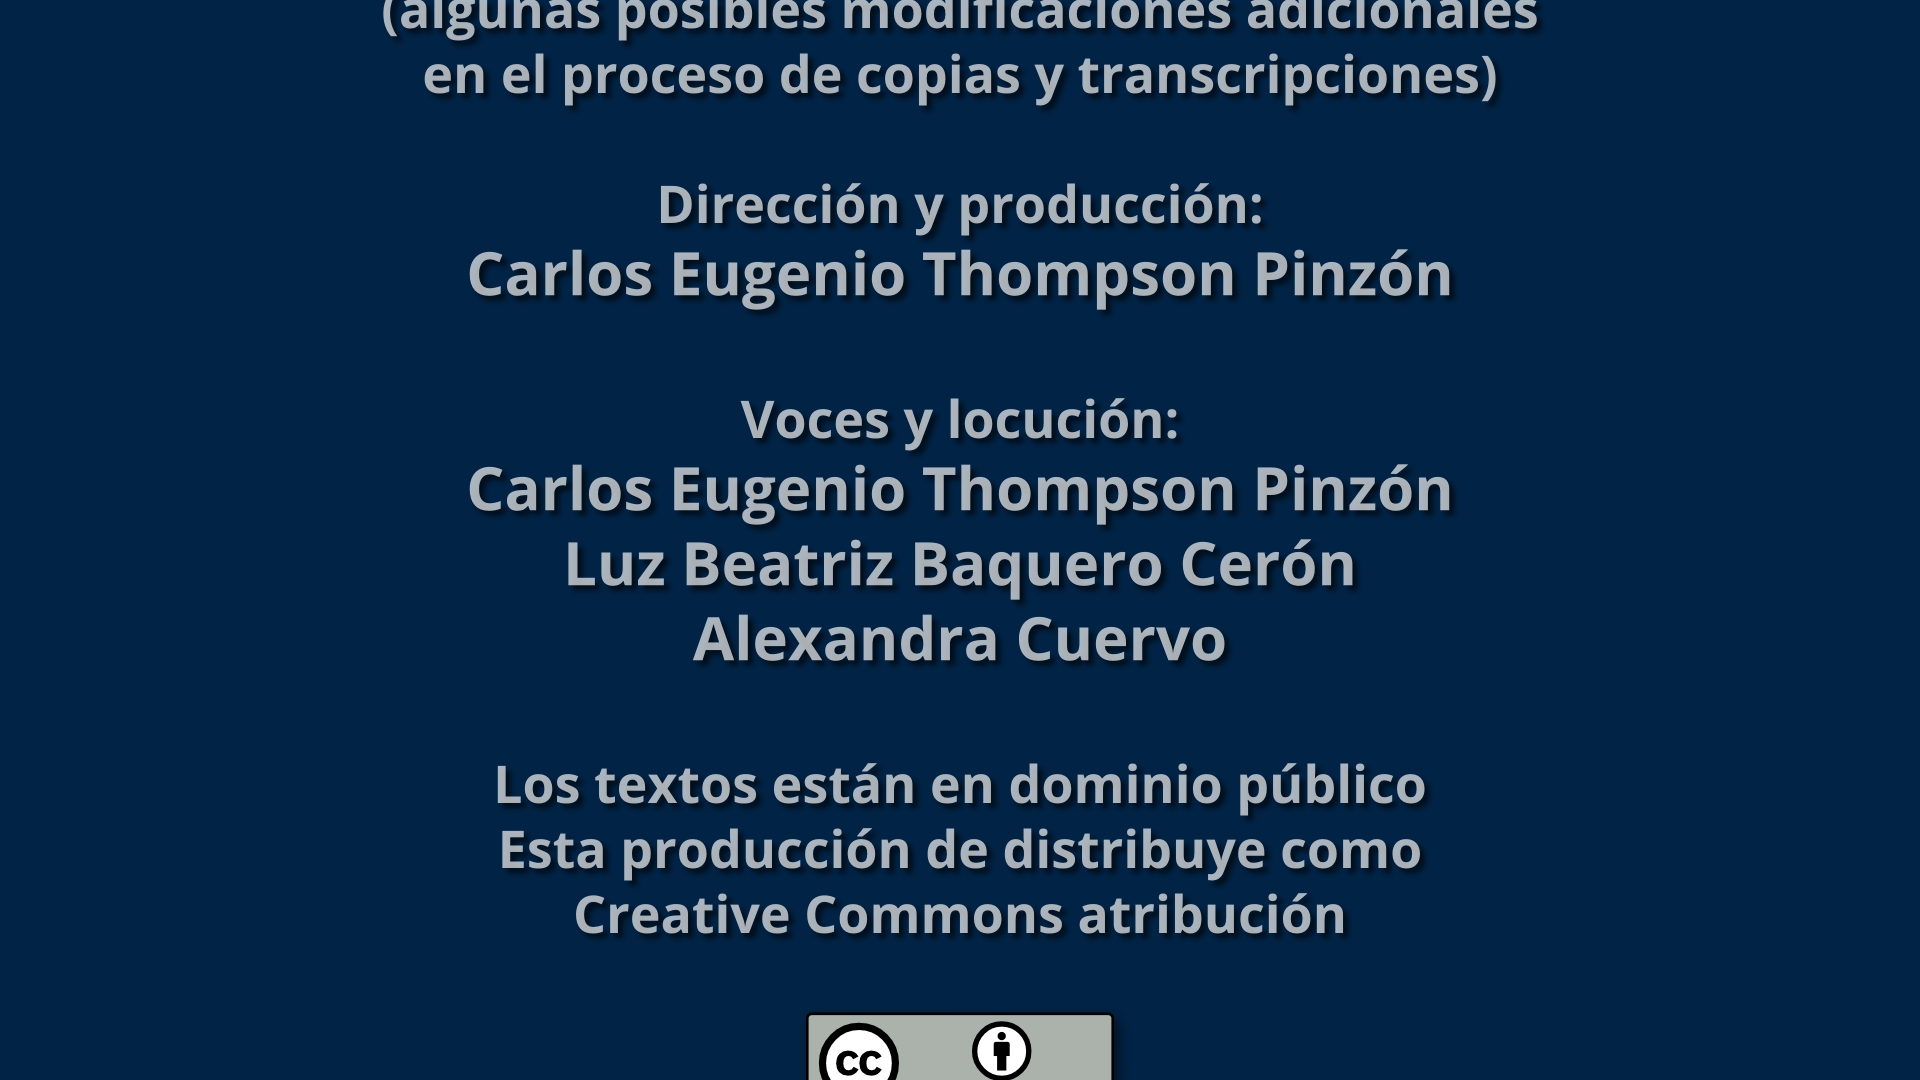 (algunas posibles modificaciones adicionales
en el proceso de copias y transcripciones)
Dirección y producción:
Carlos Eugenio Thompson Pinzón
Voces y locución:
Carlos Eugenio Thompson Pinzón
Luz Beatriz Baquero Cerón
Alexandra Cuervo
Los textos están en dominio público
Esta producción de distribuye como
Creative Commons atribución
cc